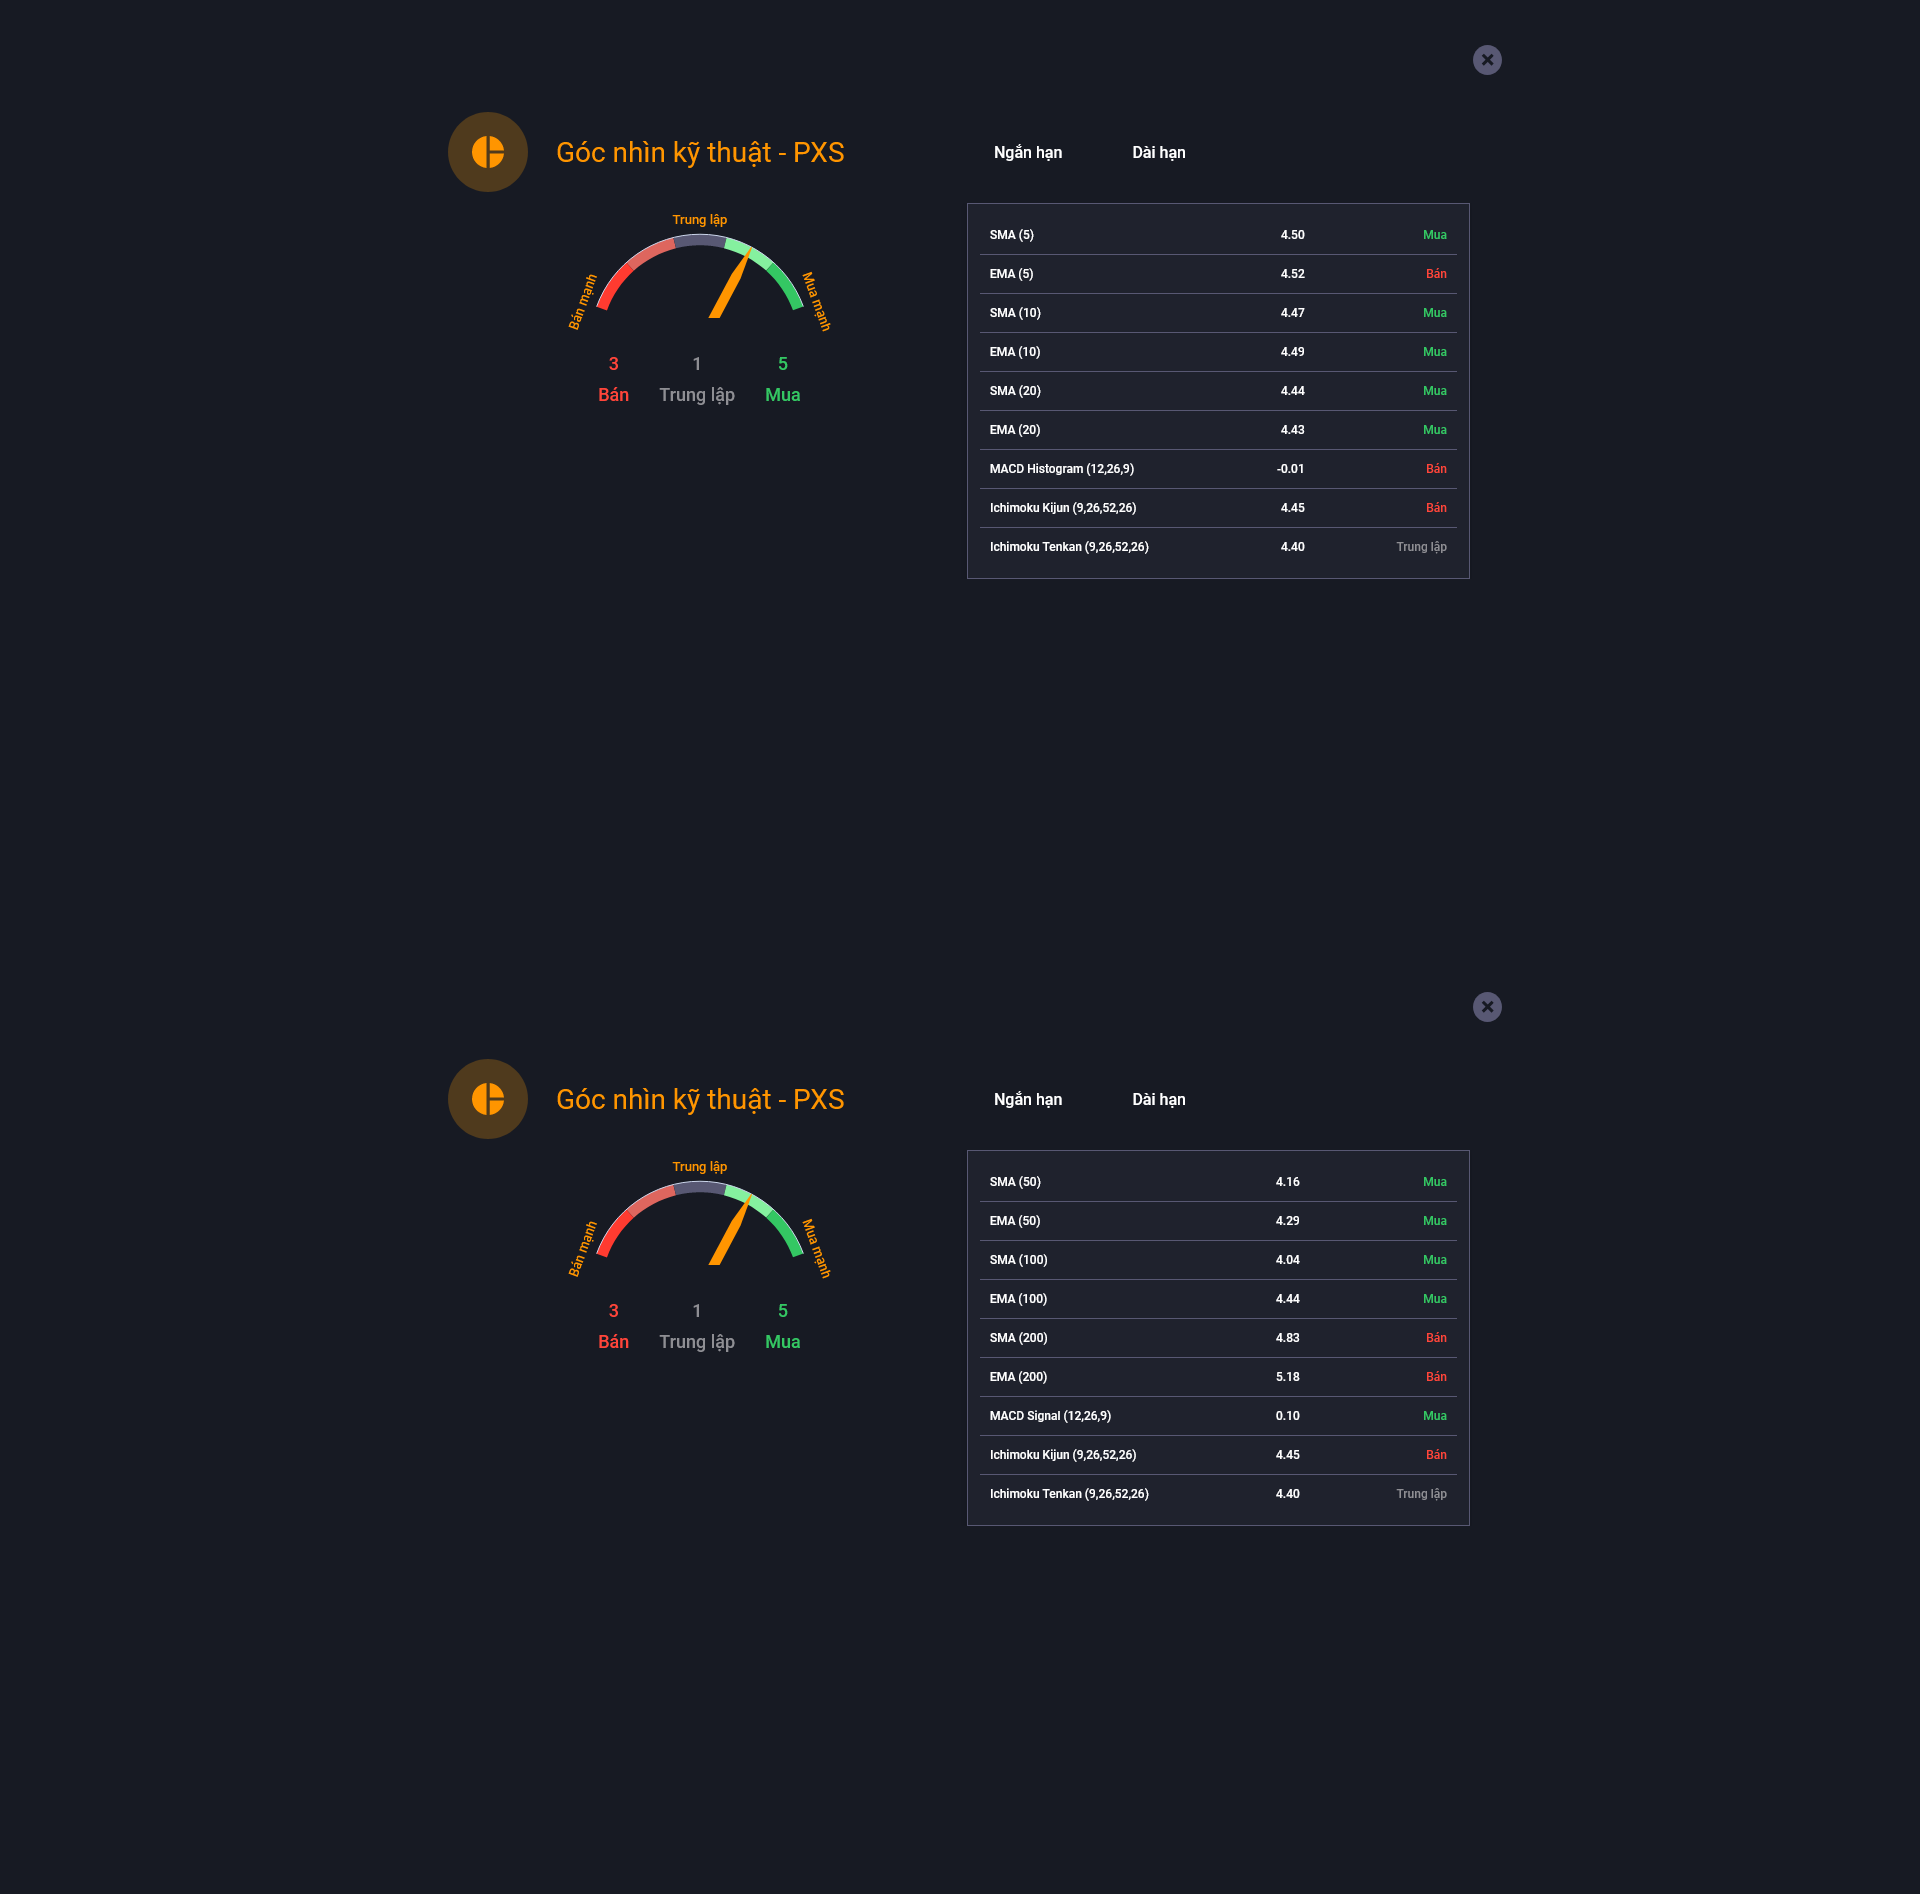 Góc nhìn kỹ thuật - PXS
Ngắn hạn Dài hạn
Trung lập
Bán mạnh
Mua mạnh
3 1 5
Bán Trung lập Mua
SMA (5) 4.50 Mua
EMA (5) 4.52 Bán
SMA (10) 4.47 Mua
EMA (10) 4.49 Mua
SMA (20) 4.44 Mua
EMA (20) 4.43 Mua
MACD Histogram (12,26,9) -0.01 Bán
Ichimoku Kijun (9,26,52,26) 4.45 Bán
Ichimoku Tenkan (9,26,52,26) 4.40 Trung lập
Góc nhìn kỹ thuật - PXS
Ngắn hạn Dài hạn
Trung lập
Bán mạnh
Mua mạnh
3 1 5
Bán Trung lập Mua
SMA (50) 4.16 Mua
EMA (50) 4.29 Mua
SMA (100) 4.04 Mua
EMA (100) 4.44 Mua
SMA (200) 4.83 Bán
EMA (200) 5.18 Bán
MACD Signal (12,26,9) 0.10 Mua
Ichimoku Kijun (9,26,52,26) 4.45 Bán
Ichimoku Tenkan (9,26,52,26) 4.40 Trung lập